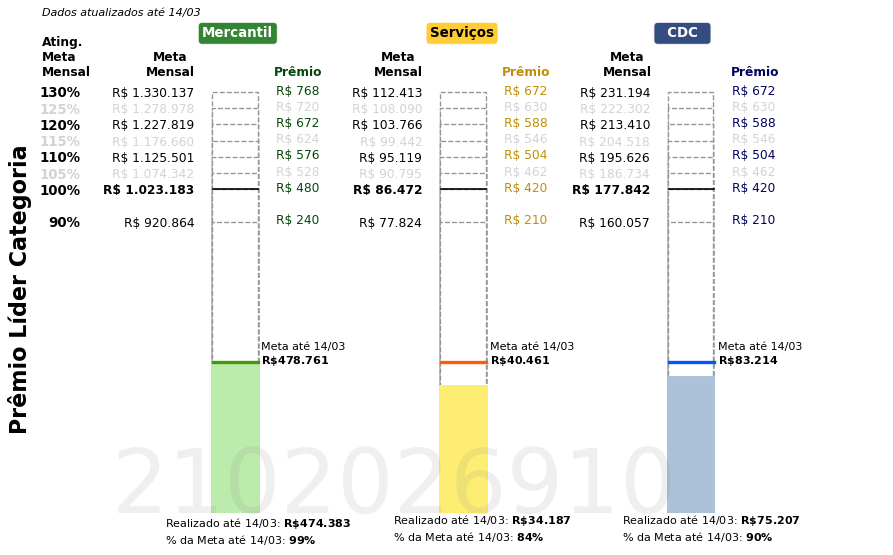 Dados atualizados até 14/03
Mercantil Serviços CDC
Ating. Meta Mensal Meta Mensal Prêmio Meta Mensal Prêmio Meta Mensal Prêmio
130% R$ 1.330.137 R$ 768 R$ 112.413 R$ 672 R$ 231.194 R$ 672
125% R$ 1.278.978 R$ 720 R$ 108.090 R$ 630 R$ 222.302 R$ 630
120% R$ 1.227.819 R$ 672 R$ 103.766 R$ 588 R$ 213.410 R$ 588
115% R$ 1.176.660 R$ 624 R$ 99.442 R$ 546 R$ 204.518 R$ 546
110% R$ 1.125.501 R$ 576 R$ 95.119 R$ 504 R$ 195.626 R$ 504
105% R$ 1.074.342 R$ 528 R$ 90.795 R$ 462 R$ 186.734 R$ 462
100% R$ 1.023.183 R$ 480 R$ 86.472 R$ 420 R$ 177.842 R$ 420
90% R$ 920.864 R$ 240 R$ 77.824 R$ 210 R$ 160.057 R$ 210
Prêmio Líder Categoria
Meta até 14/03 Meta até 14/03 Meta até 14/03
R$478.761 R$40.461 R$83.214
2102026910
Realizado até 14/03: R$474.383 Realizado até 14/03: R$34.187 Realizado até 14/03: R$75.207
% da Meta até 14/03: 99% % da Meta até 14/03: 84% % da Meta até 14/03: 90%